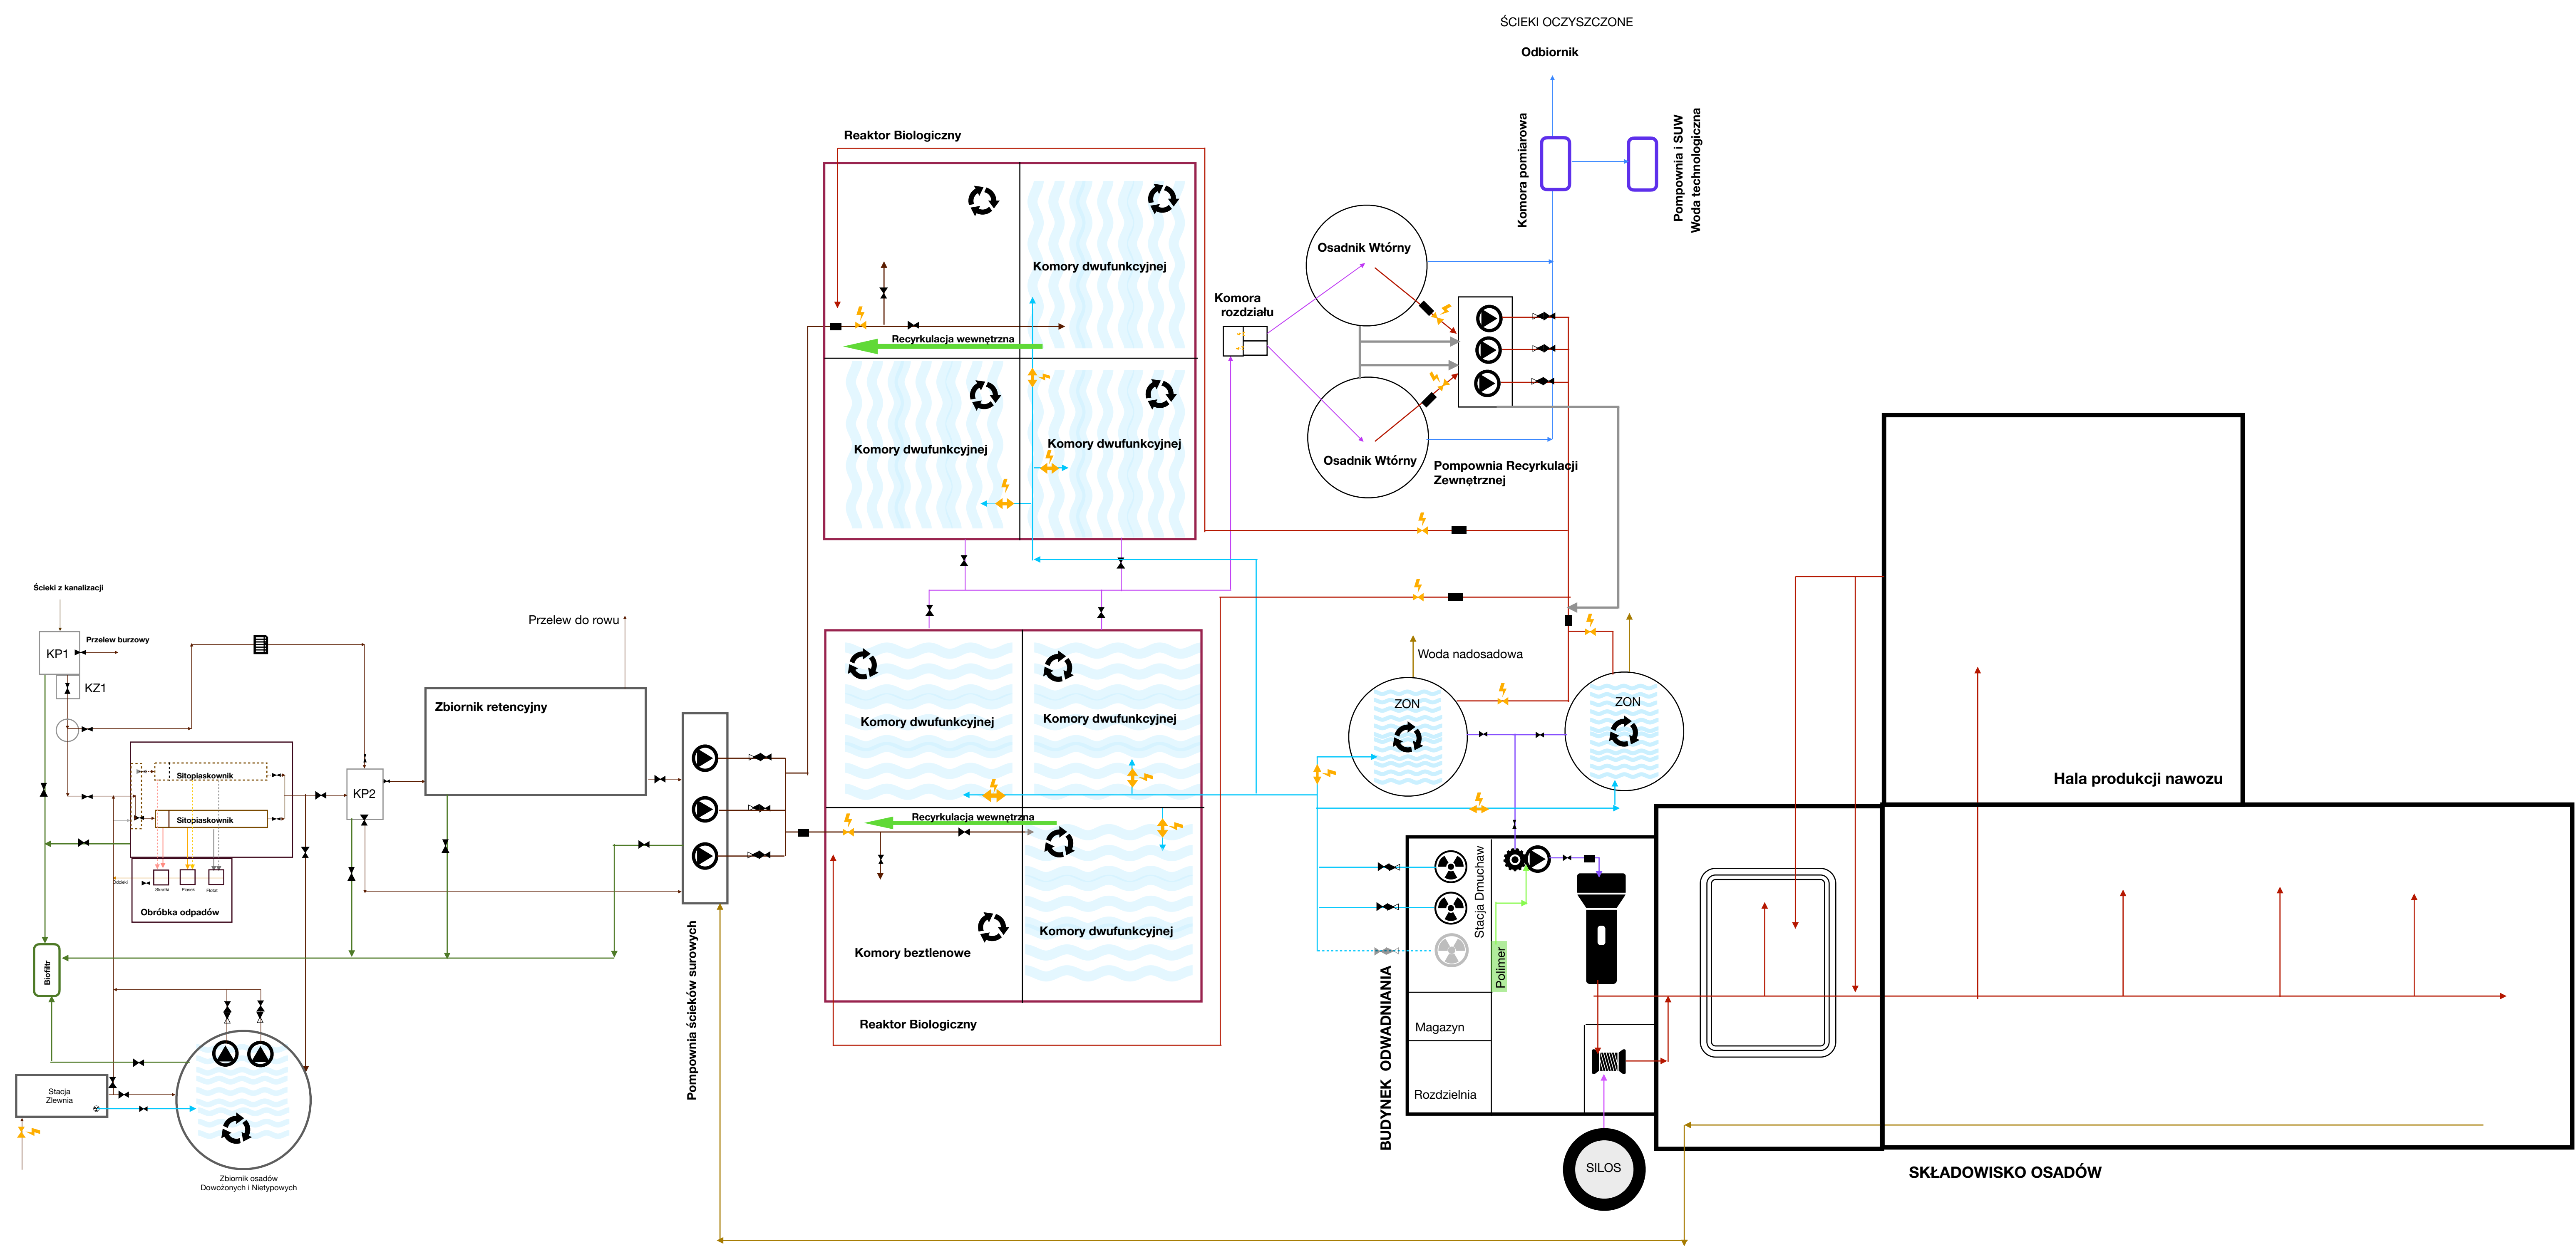 ŚCIEKI OCZYSZCZONE
Odbiornik
Komora pomiarowa
Pompownia i SUW
Woda technologiczna
Reaktor Biologiczny
Komory dwufunkcyjnej
Recyrkulacja wewnętrzna
Komory dwufunkcyjnej
Komory dwufunkcyjnej
Komora
rozdziału
Osadnik Wtórny
Osadnik Wtórny
Pompownia Recyrkulacji
Zewnętrznej
Ścieki z kanalizacji
KP1
Przelew burzowy
KZ1
Sitopiaskownik
Sitopiaskownik
Odcieki
Skratki
Piasek
Flotat
Obróbka odpadów
KP2
Przelew do rowu
Zbiornik retencyjny
Pompownia ścieków surowych
Biofiltr
Stacja
Zlewnia
Zbiornik osadów
Dowożonych i Nietypowych
Komory dwufunkcyjnej
Komory dwufunkcyjnej
Recyrkulacja wewnętrzna
Komory beztlenowe
Komory dwufunkcyjnej
Reaktor Biologiczny
Woda nadosadowa
ZON
ZON
Stacja Dmuchaw
Polimer
Magazyn
Rozdzielnia
BUDYNEK ODWADNIANIA
SILOS
Hala produkcji nawozu
SKŁADOWISKO OSADÓW